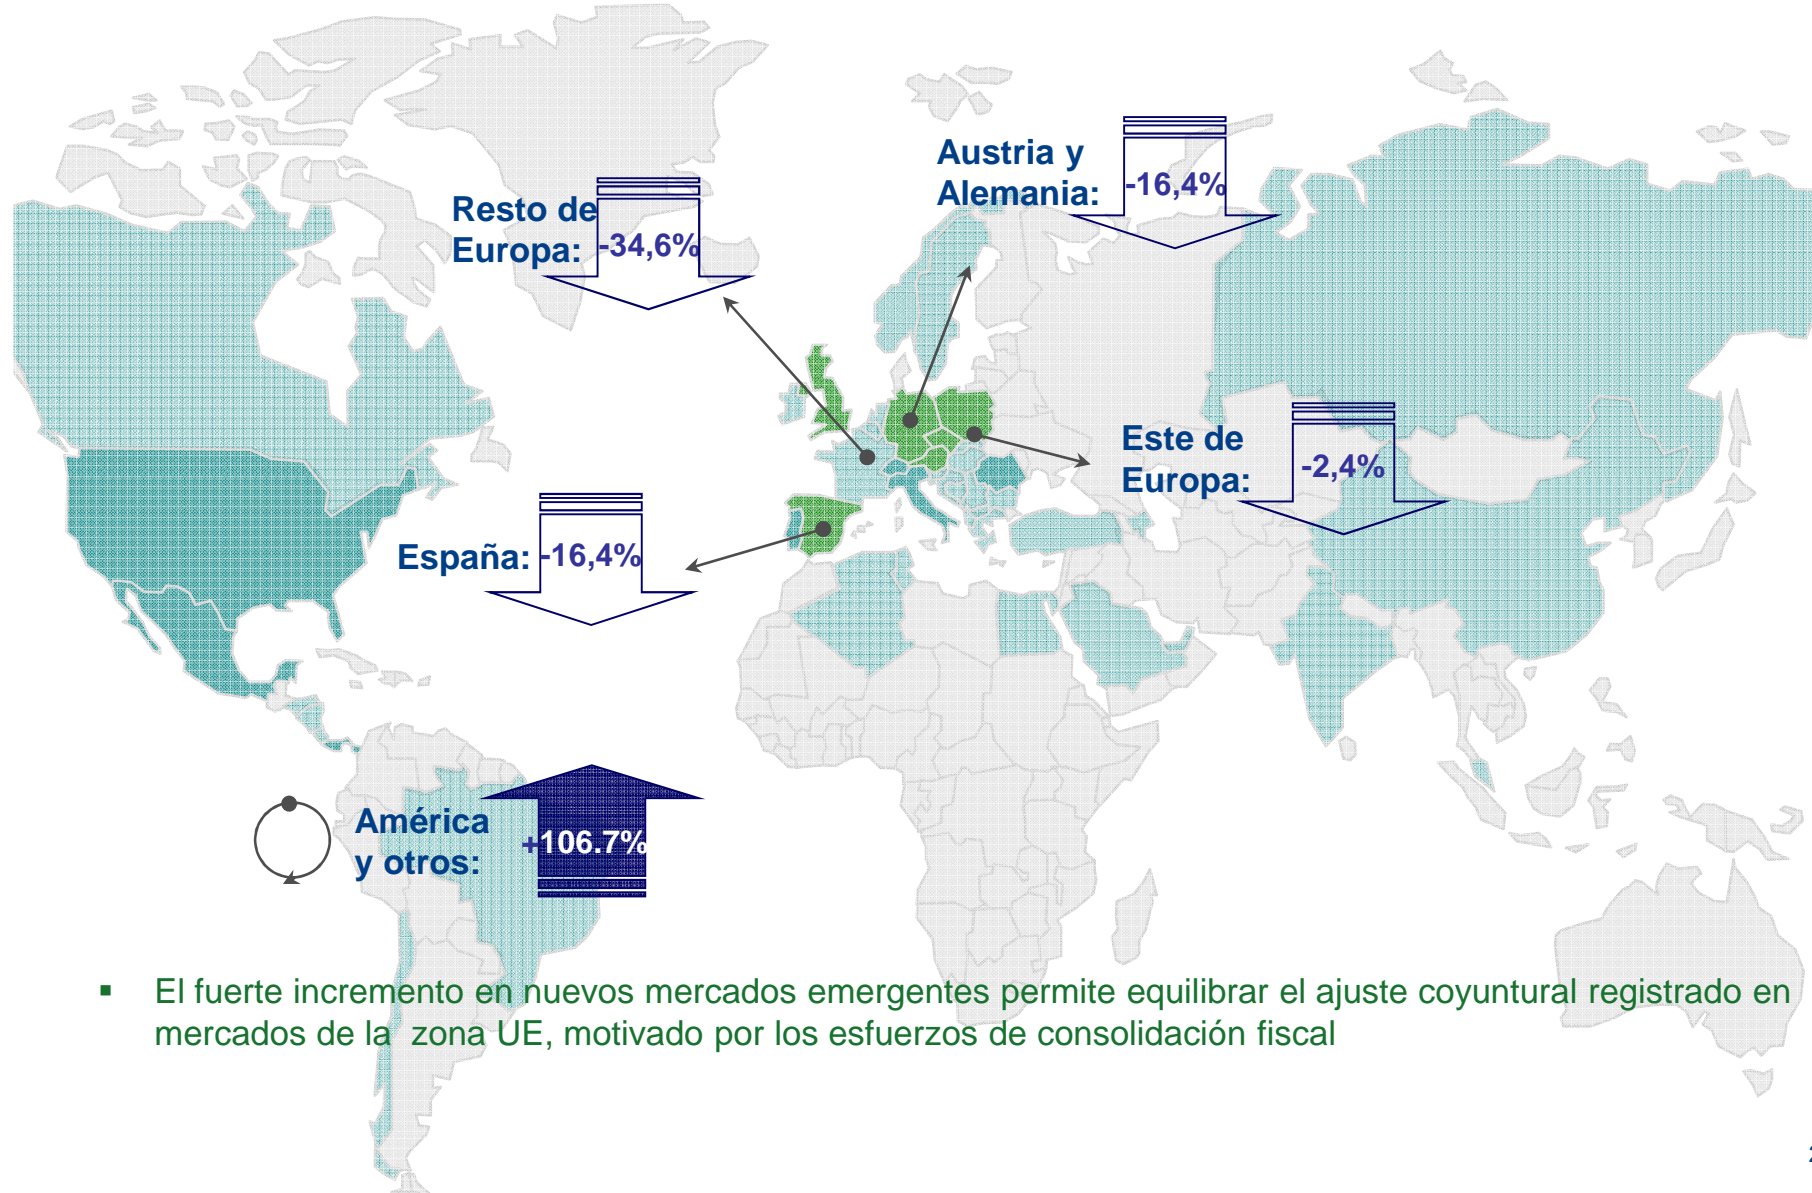 Austria y
Alemania:
-16,4%
Resto de
Europa:
-34,6%
Este de
Europa:
-2,4%
España:
-16,4%
América
y otros:
+106.7%
▪ El fuerte incremento en nuevos mercados emergentes permite equilibrar el ajuste coyuntural registrado en
mercados de la zona UE, motivado por los esfuerzos de consolidación fiscal